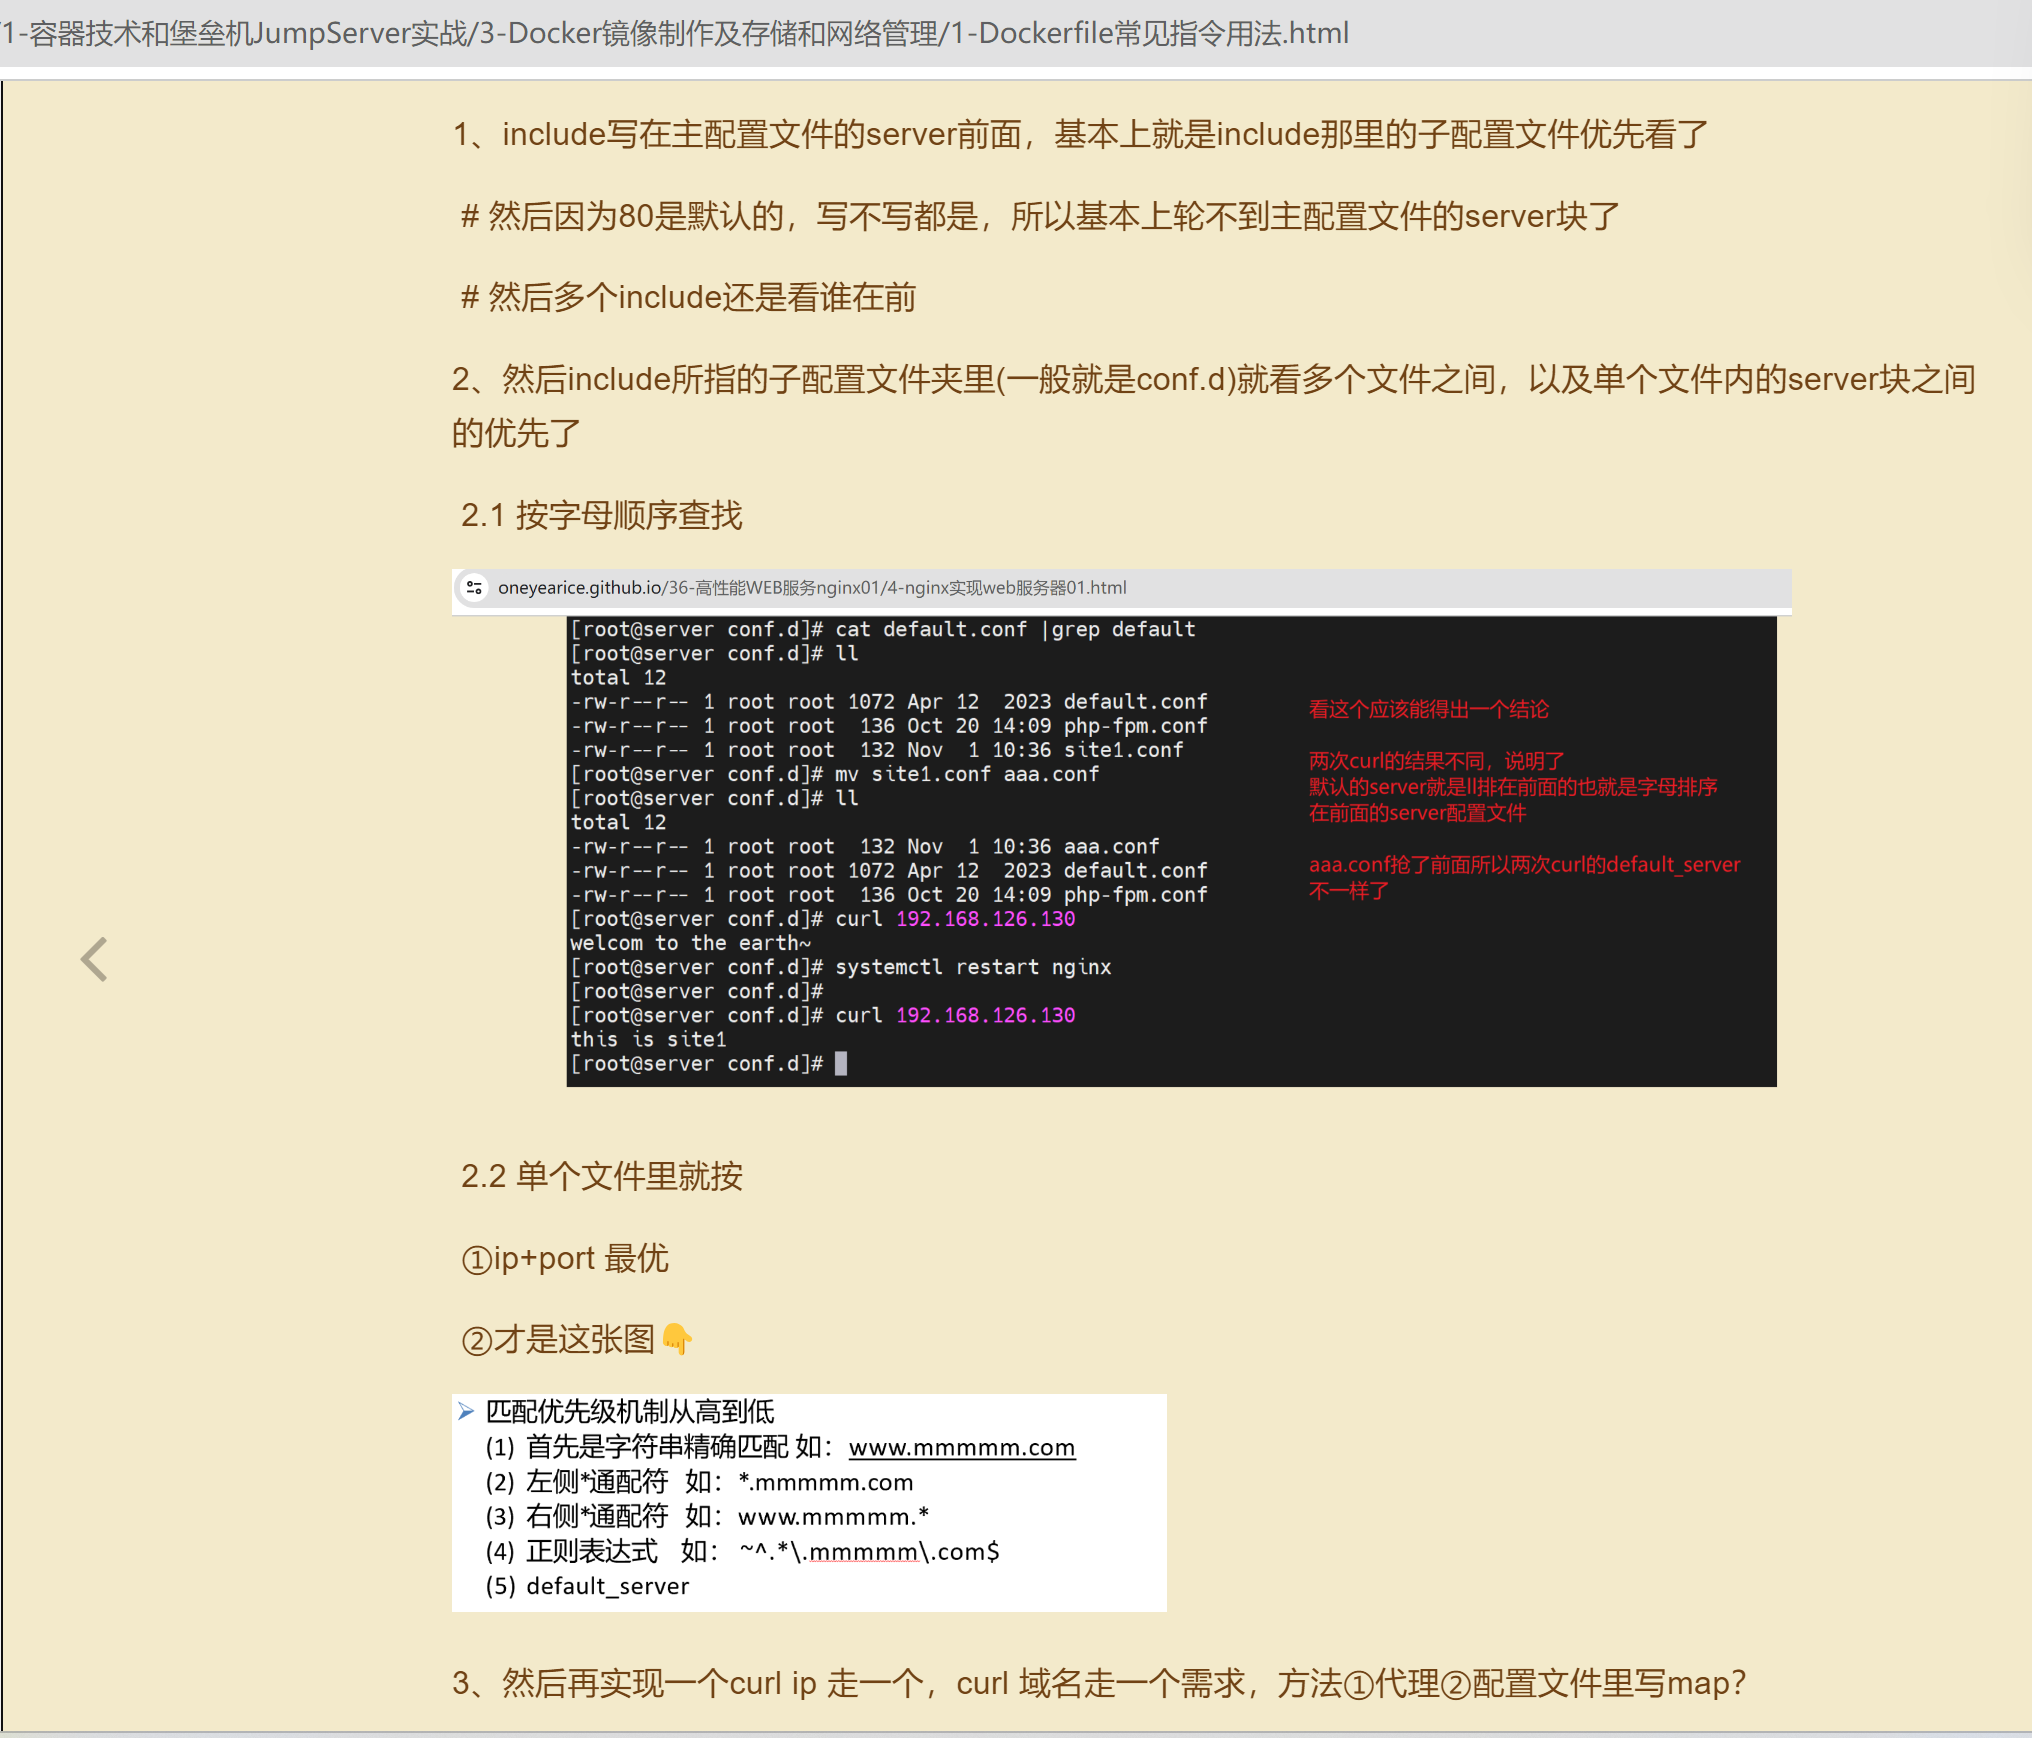 /1-容器技术和堡垒机JumpServer实战/3-Docker镜像制作及存储和网络管理/1-Dockerfile常见指令用法.html
1、include写在主配置文件的server前面，基本上就是include那里的子配置文件优先看了
# 然后因为80是默认的，写不写都是，所以基本上轮不到主配置文件的server块了
# 然后多个include还是看谁在前
2、然后include所指的子配置文件夹里(一般就是conf.d)就看多个文件之间，以及单个文件内的server块之间
的优先了
2.1 按字母顺序查找
oneyearice.github.io/36-高性能WEB服务nginx01/4-nginx实现web服务器01.html
[root@server conf.d]# cat default.conf |grep default
[root@server conf.d]# ll
total 12
-rw-r--r-- 1 root root 1072 Apr 12  2023 default.conf
-rw-r--r-- 1 root root  136 Oct 20 14:09 php-fpm.conf
-rw-r--r-- 1 root root  132 Nov  1 10:36 site1.conf
[root@server conf.d]# mv site1.conf aaa.conf
[root@server conf.d]# ll
total 12
-rw-r--r-- 1 root root  132 Nov  1 10:36 aaa.conf
-rw-r--r-- 1 root root 1072 Apr 12  2023 default.conf
-rw-r--r-- 1 root root  136 Oct 20 14:09 php-fpm.conf
[root@server conf.d]# curl 192.168.126.130
welcom to the earth~
[root@server conf.d]# systemctl restart nginx
[root@server conf.d]#
[root@server conf.d]# curl 192.168.126.130
this is site1
[root@server conf.d]#
看这个应该能得出一个结论
两次curl的结果不同，说明了
默认的server就是ll排在前面的也就是字母排序
在前面的server配置文件
aaa.conf抢了前面所以两次curl的default_server
不一样了
2.2 单个文件里就按
①ip+port 最优
②才是这张图👇
➢ 匹配优先级机制从高到低
(1) 首先是字符串精确匹配 如：www.mmmmm.com
(2) 左侧*通配符 如：*.mmmmm.com
(3) 右侧*通配符 如：www.mmmmm.*
(4) 正则表达式 如： ~^.*\.mmmmm\.com$
(5) default_server
3、然后再实现一个curl ip 走一个，curl 域名走一个需求，方法①代理②配置文件里写map？